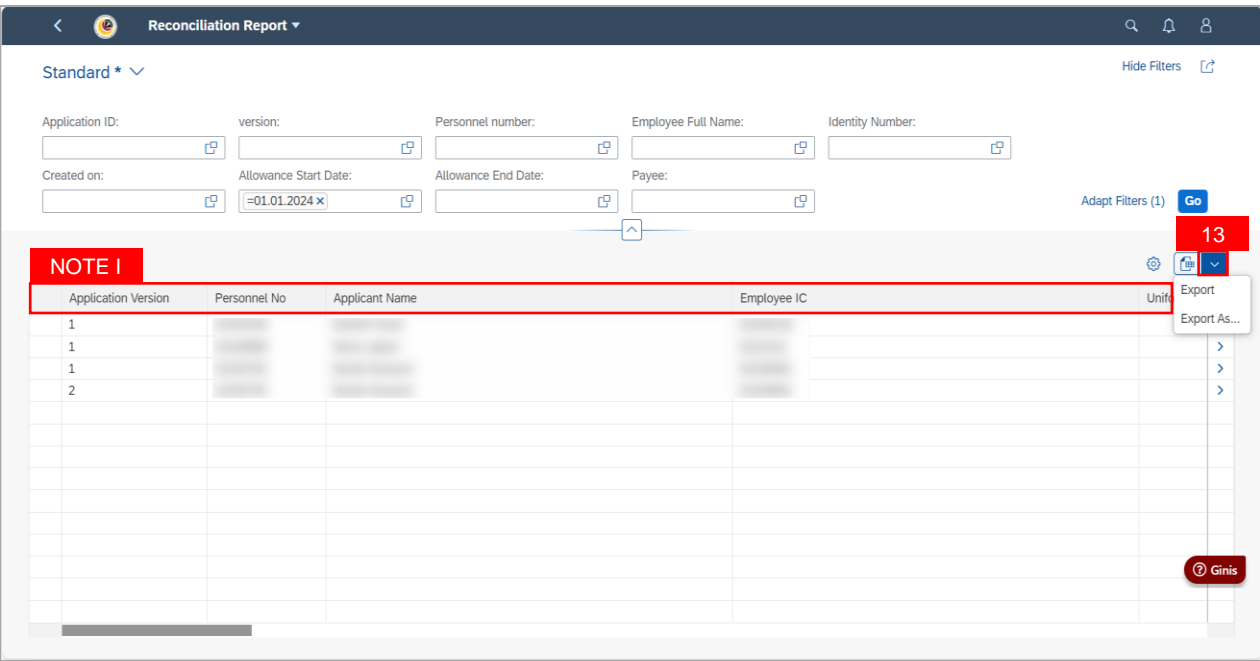 Reconciliation Report
Standard *
Hide Filters
Application ID: version: Personnel number: Employee Full Name: Identity Number:
Created on: Allowance Start Date: Allowance End Date: Payee:
=01.01.2024 Adapt Filters (1) Go
13
NOTE I
Export
Application Version Personnel No Applicant Name Employee IC
Export As...
1
1
1
2
Ginis